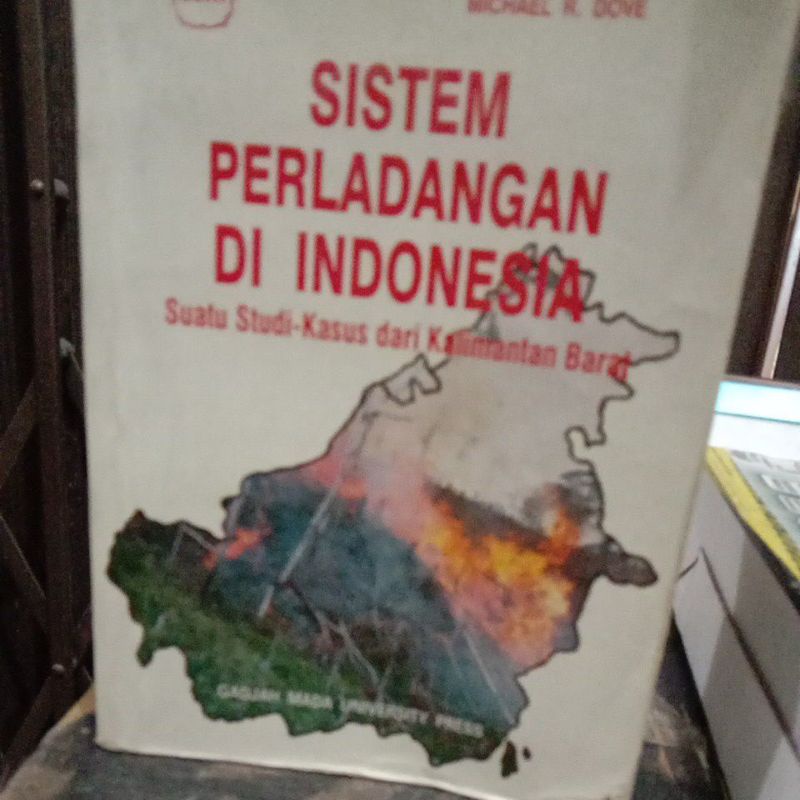 MICHAEL R. DOVE
SISTEM
PERLADANGAN
DI INDONESIA
Suatu Studi-Kasus dari Kalimantan Barat
GADJAH MADA UNIVERSITY PRESS